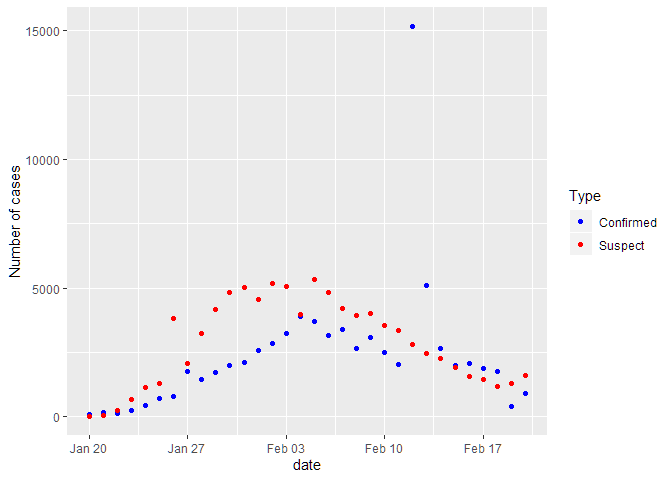 15000
10000
5000
0
Number of cases
Jan 20
Jan 27
Feb 03
Feb 10
Feb 17
date
Type
Confirmed
Suspect